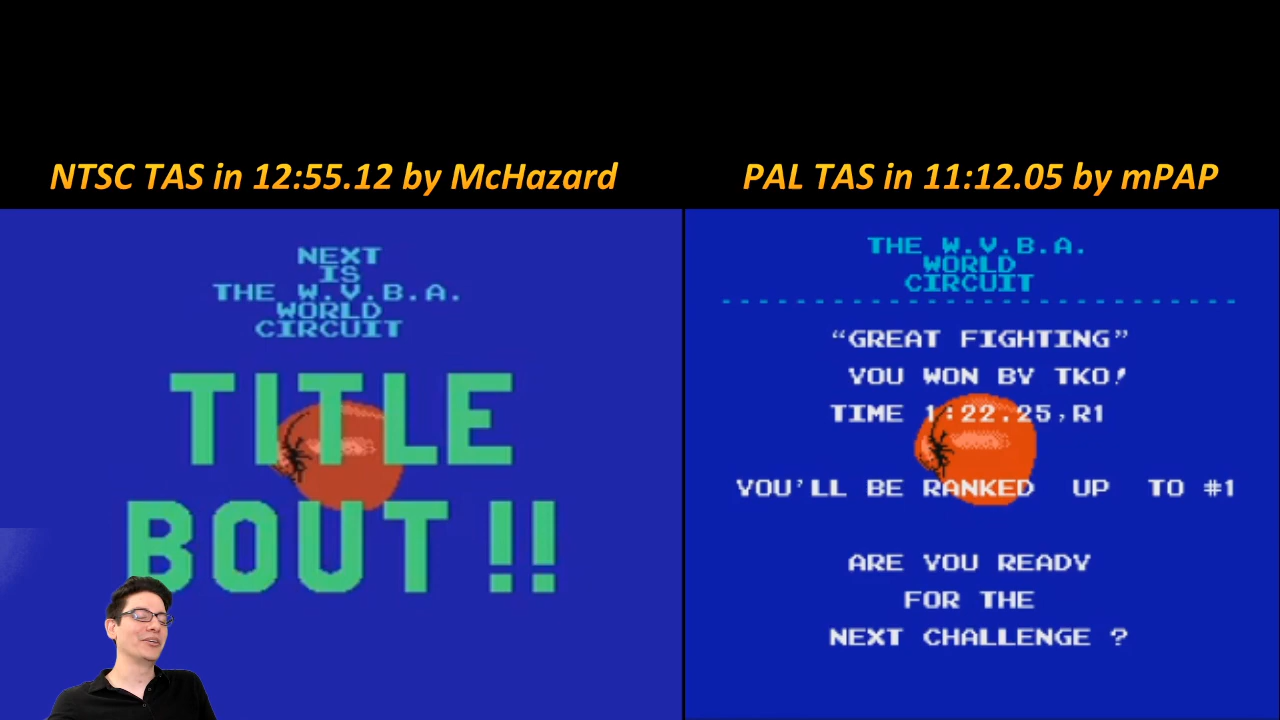 NTSC TAS in 12:55.12 by McHazard
PAL TAS in 11:12.05 by mPAP
NEXT
IS
THE W.V.B.A.
WORLD
CIRCUIT
TITLE
BOUT!!
THE W.V.B.A.
WORLD
CIRCUIT
“GREAT FIGHTING”
YOU WON BY TKO!
TIME 1:22.25,R1
YOU'LL BE RANKED UP TO #1
ARE YOU READY
FOR THE
NEXT CHALLENGE ?